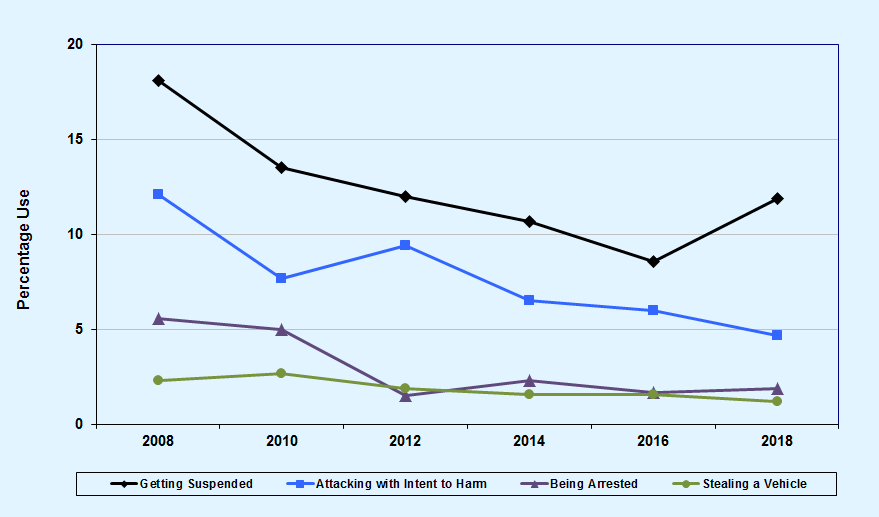 20
15
10
5
0
Percentage Use
2008 2010 2012 2014 2016 2018
Getting Suspended Attacking with Intent to Harm Being Arrested Stealing a Vehicle